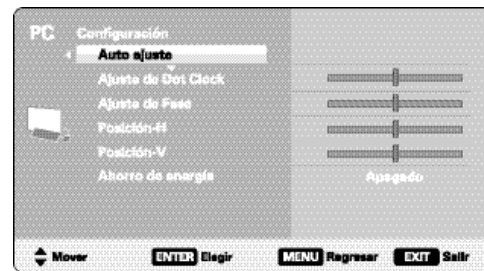 PC Configuración
Auto ajuste
Ajuste de Dot Clock
Ajuste de Fase
Posición-H
Posición-V
Ahorro de energía Apagado
Mover ENTER Elegir MENU Regresar EXIT Salir